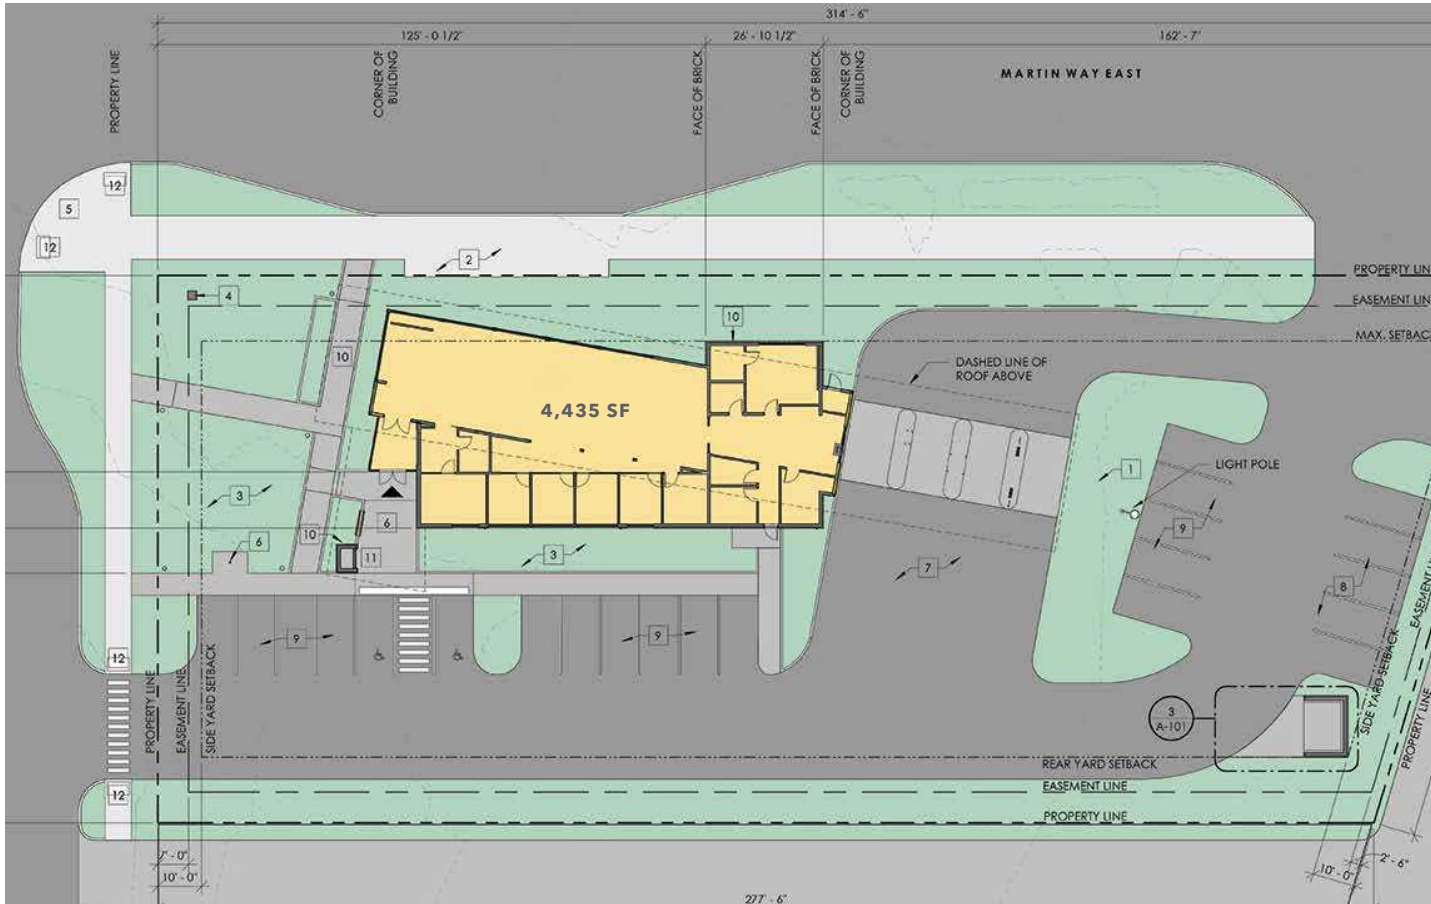 314' - 6"
125' - 0 1/2"
26' - 10 1/2"
162' - 7"
PROPERTY LINE
CORNER OF
BUILDING
FACE OF BRICK
FACE OF BRICK
CORNER OF
BUILDING
MARTIN WAY EAST
12
5
12
2
4
PROPERTY LIN
EASEMENT LINE
MAX. SETBACK
10
10
DASHED LINE OF
ROOF ABOVE
4,435 SF
1
LIGHT POLE
3
6
9
10
6
11
3
7
8
9
9
12
PROPERTY LINE
EASEMENT LINE
SIDE YARD SETBACK
EASEMENT LINE
SIDE YARD SETBACK
PROPERTY LINE
3
A-101
REAR YARD SETBACK
EASEMENT LINE
12
PROPERTY LINE
7' - 0"
10' - 0"
2' - 6"
10' - 0"
277' - 6"